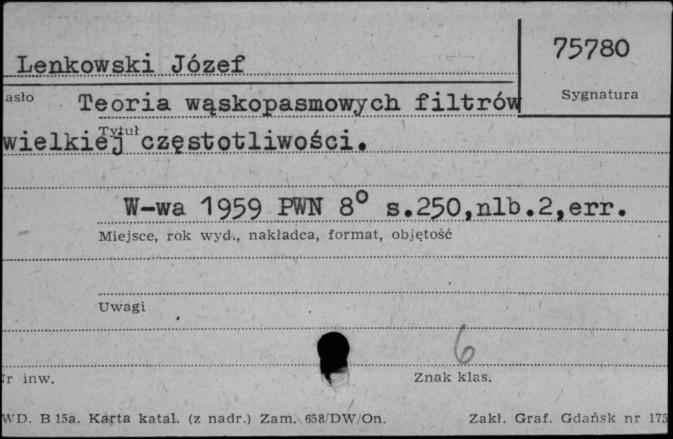 Lenkowski Józef
75780
asło
Teoria wąskopasmowych filtrów
Sygnatura
Tytuł
wielkiej częstotliwości.
W-wa 1959 PWN 8° s.250,nlb.2,err.
Miejsce, rok wyd., nakładca, format, objętość
Uwagi
6
r inw.
Znak klas.
WD. B 15a. Karta katal. (z nadr.) Zam. 658/DW/On.
Zakł. Graf. Gdańsk nr 175